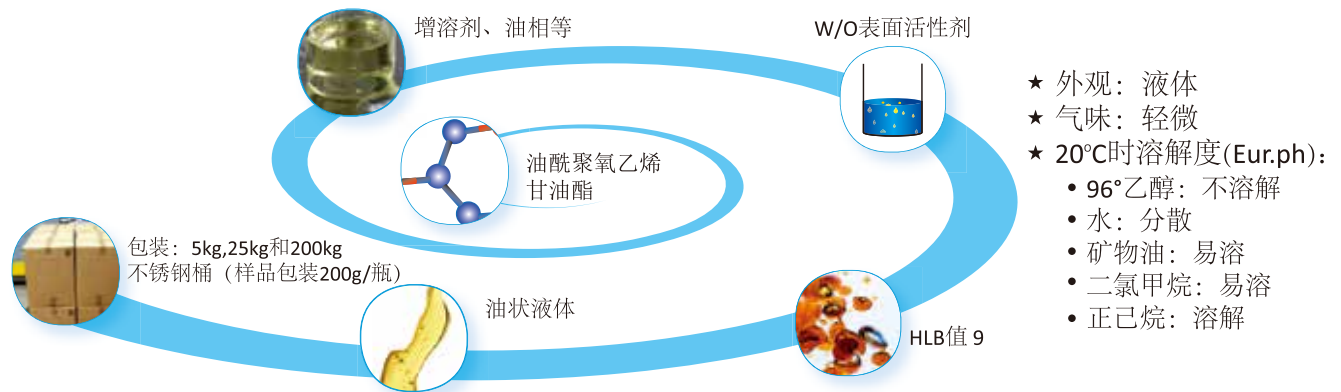 增溶剂、油相等
W/O表面活性剂
油酰聚氧乙烯
甘油酯
包装：5kg,25kg和200kg
不锈钢桶（样品包装200g/瓶）
油状液体
HLB值 9
★ 外观：液体
★ 气味：轻微
★ 20°C时溶解度(Eur.ph)：
• 96°乙醇：不溶解
• 水：分散
• 矿物油：易溶
• 二氯甲烷：易溶
• 正己烷：溶解